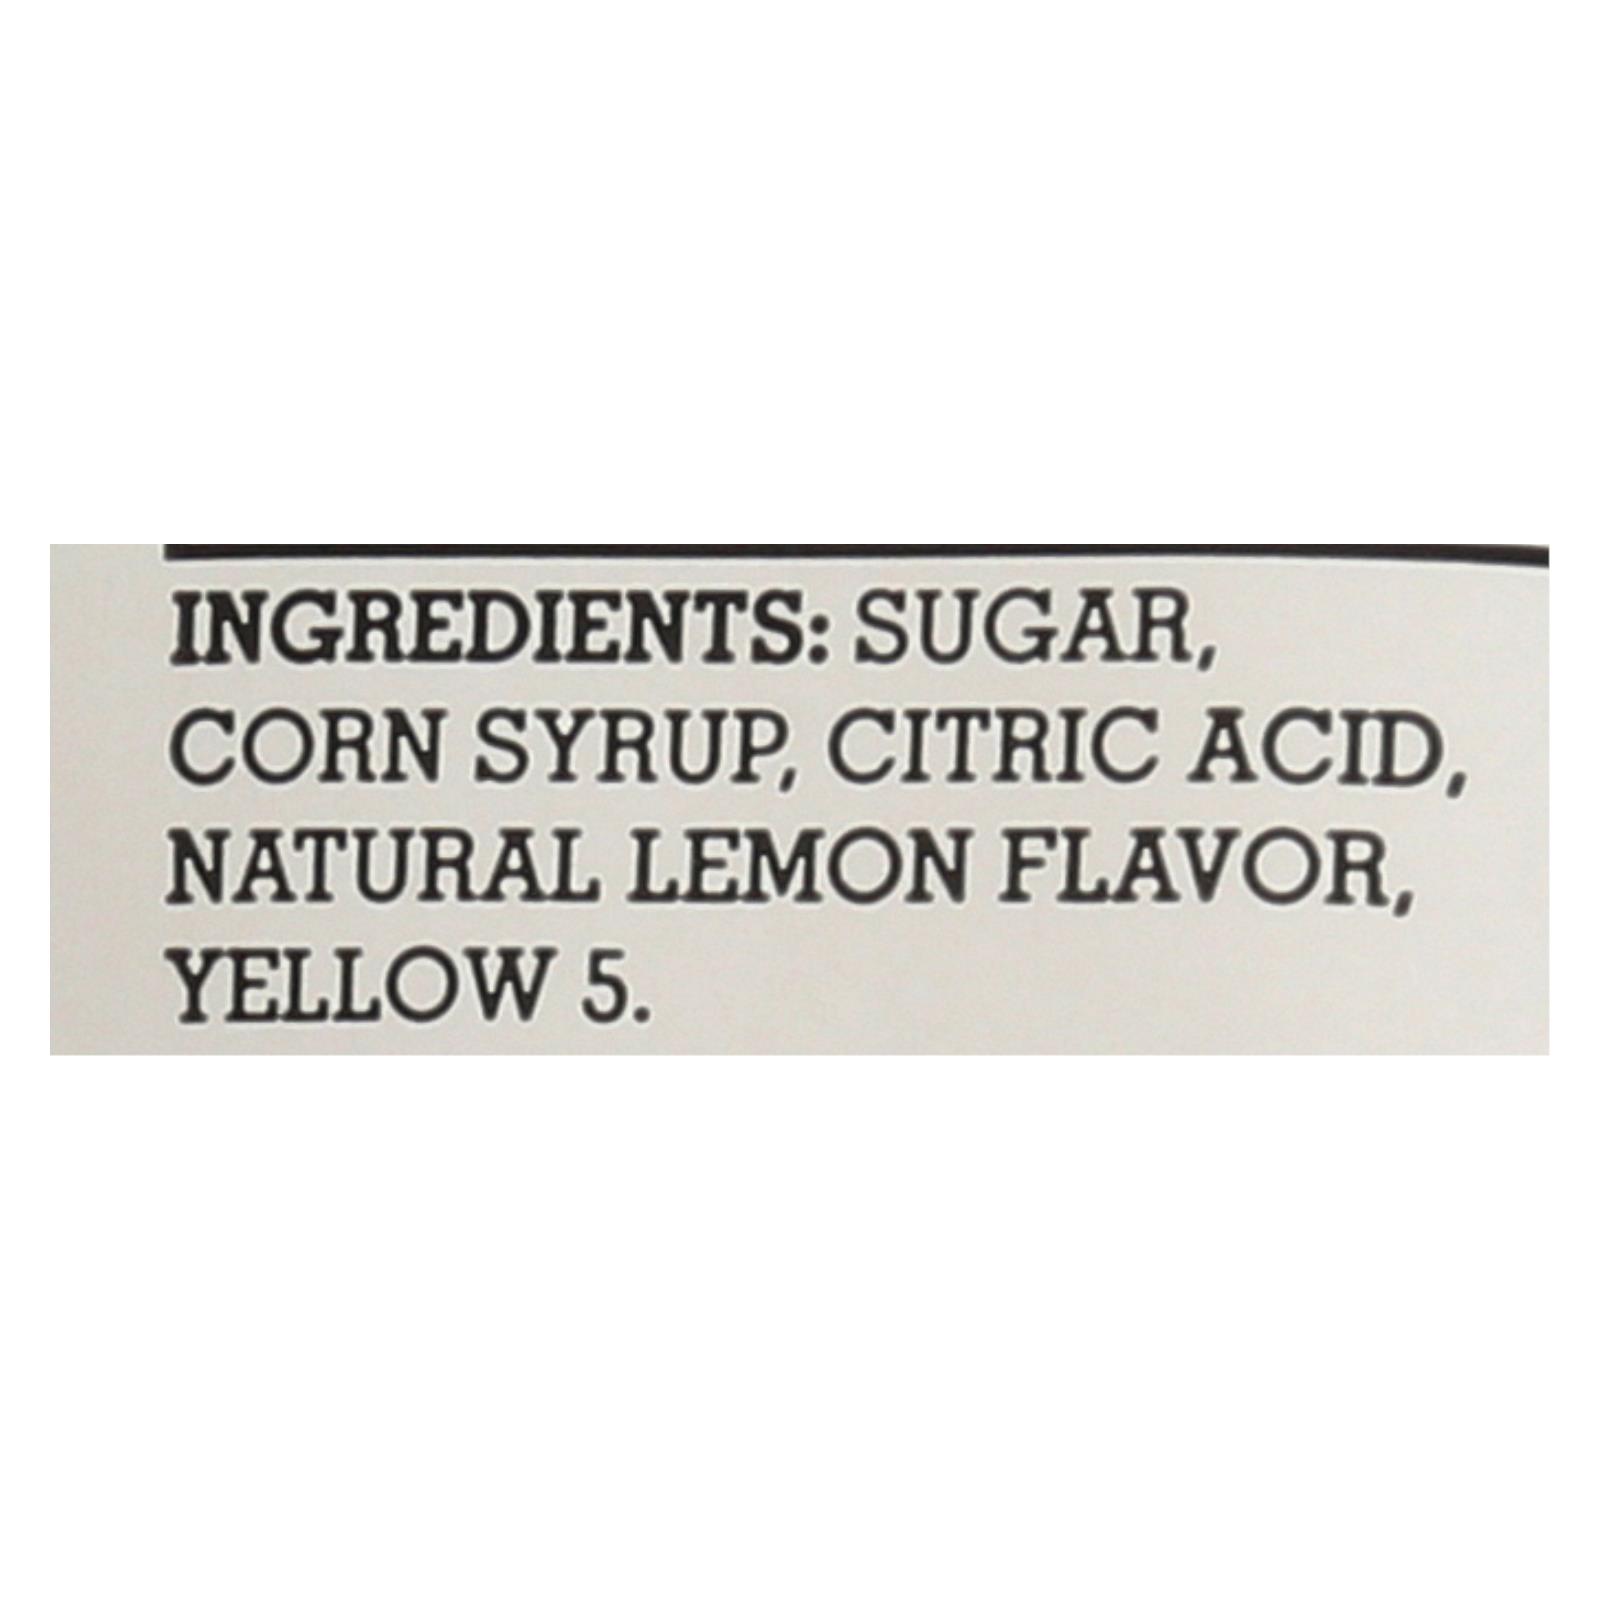 INGREDIENTS: SUGAR,
CORN SYRUP, CITRIC ACID,
NATURAL LEMON FLAVOR,
YELLOW 5.